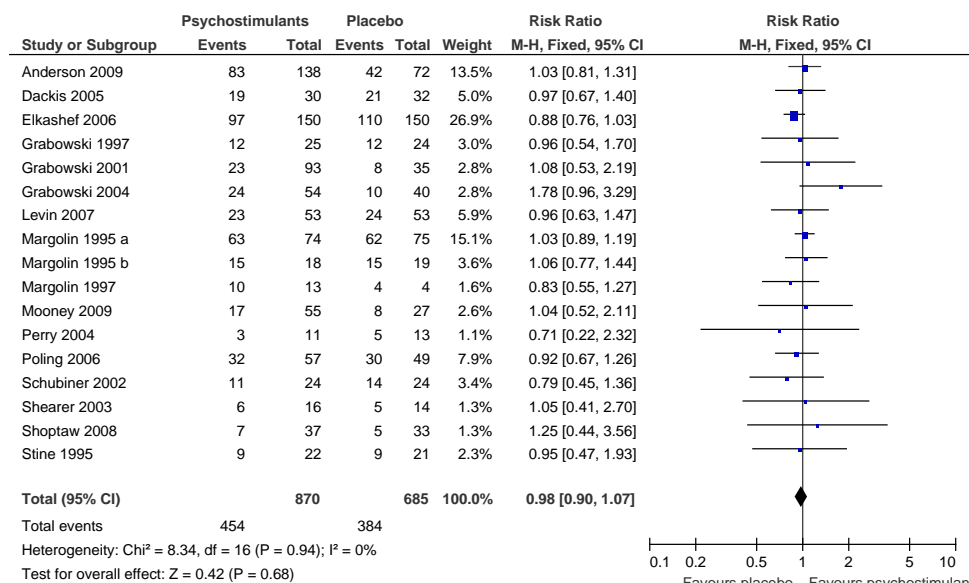 Psychostimulants Placebo Risk Ratio Risk Ratio
Study or Subgroup Events Total Events Total Weight M-H, Fixed, 95% CI M-H, Fixed, 95% CI
Anderson 2009 83 138 42 72 13.5% 1.03 [0.81, 1.31]
Dackis 2005 19 30 21 32 5.0% 0.97 [0.67, 1.40]
Elkashef 2006 97 150 110 150 26.9% 0.88 [0.76, 1.03]
Grabowski 1997 12 25 12 24 3.0% 0.96 [0.54, 1.70]
Grabowski 2001 23 93 8 35 2.8% 1.08 [0.53, 2.19]
Grabowski 2004 24 54 10 40 2.8% 1.78 [0.96, 3.29]
Levin 2007 23 53 24 53 5.9% 0.96 [0.63, 1.47]
Margolin 1995 a 63 74 62 75 15.1% 1.03 [0.89, 1.19]
Margolin 1995 b 15 18 15 19 3.6% 1.06 [0.77, 1.44]
Margolin 1997 10 13 4 4 1.6% 0.83 [0.55, 1.27]
Mooney 2009 17 55 8 27 2.6% 1.04 [0.52, 2.11]
Perry 2004 3 11 5 13 1.1% 0.71 [0.22, 2.32]
Poling 2006 32 57 30 49 7.9% 0.92 [0.67, 1.26]
Schubiner 2002 11 24 14 24 3.4% 0.79 [0.45, 1.36]
Shearer 2003 6 16 5 14 1.3% 1.05 [0.41, 2.70]
Shoptaw 2008 7 37 5 33 1.3% 1.25 [0.44, 3.56]
Stine 1995 9 22 9 21 2.3% 0.95 [0.47, 1.93]
Total (95% CI) 870 685 100.0% 0.98 [0.90, 1.07]
Total events 454 384
Heterogeneity: Chi² = 8.34, df = 16 (P = 0.94); I² = 0%
Test for overall effect: Z = 0.42 (P = 0.68)
0.1 0.2 0.5 1 2 5 10
Favours placebo Favours